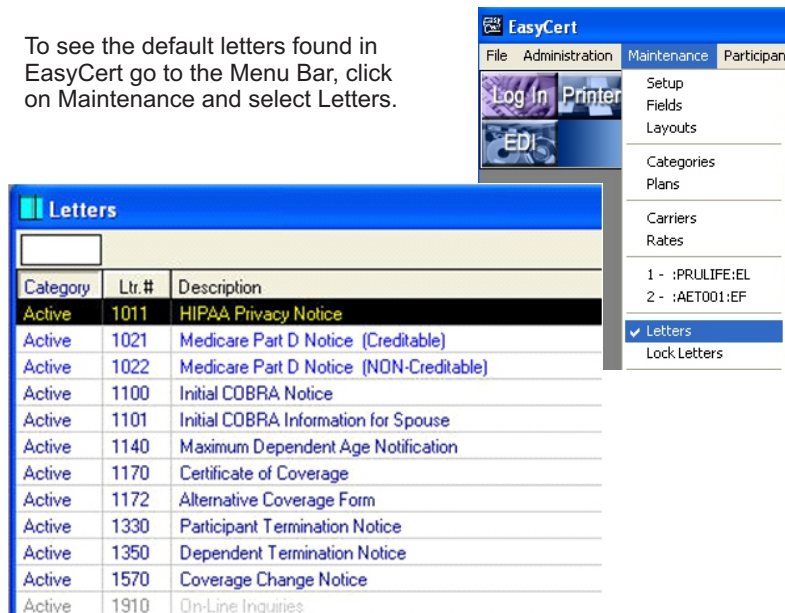 To see the default letters found in
EasyCert go to the Menu Bar, click
on Maintenance and select Letters.
EasyCert
File Administration Maintenance Participan
Log In Printer
EDI
Setup
Fields
Layouts
Categories
Plans
Carriers
Rates
1 - :PRULIFE:EL
2 - :AET001:EF
Letters
Lock Letters
Letters
Category Ltr.# Description
Active 1011 HIPAA Privacy Notice
Active 1021 Medicare Part D Notice (Creditable)
Active 1022 Medicare Part D Notice (NON-Creditable)
Active 1100 Initial COBRA Notice
Active 1101 Initial COBRA Information for Spouse
Active 1140 Maximum Dependent Age Notification
Active 1170 Certificate of Coverage
Active 1172 Alternative Coverage Form
Active 1330 Participant Termination Notice
Active 1350 Dependent Termination Notice
Active 1570 Coverage Change Notice
Active 1910 On-Line Inquiries